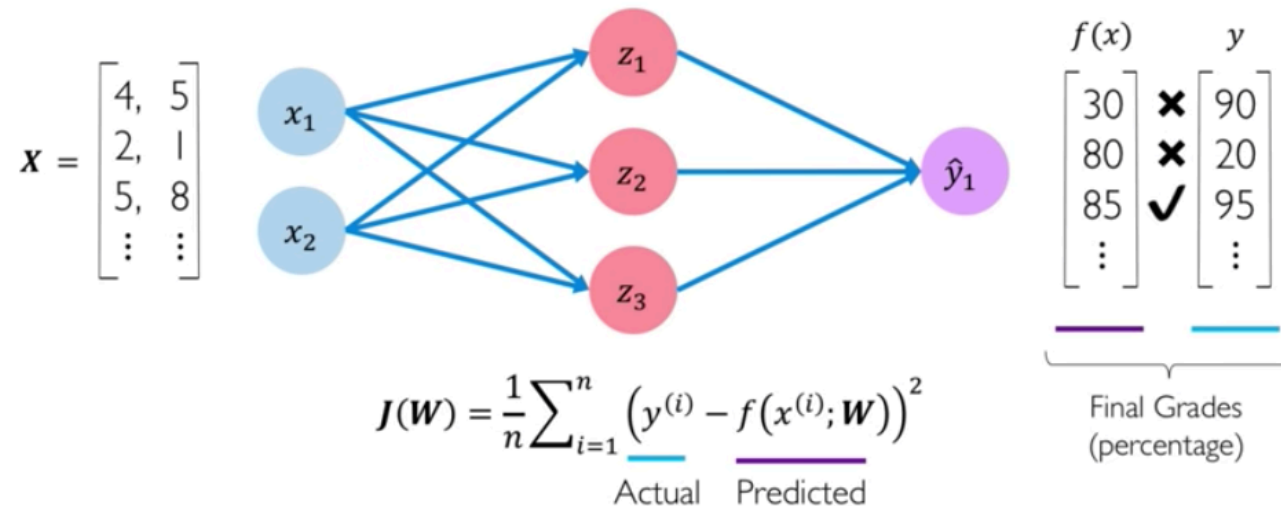 X =
4, 5
2, 1
5, 8
⋮ ⋮
x₁
x₂
z₁
z₂
z₃
ŷ₁
f(x) y
30 ✖ 90
80 ✖ 20
85 ✔ 95
⋮ ⋮
Final Grades
(percentage)
J(W) = 1/n ∑ⁿᵢ₌₁ (y⁽ⁱ⁾ − f(x⁽ⁱ⁾; W))²
Actual Predicted